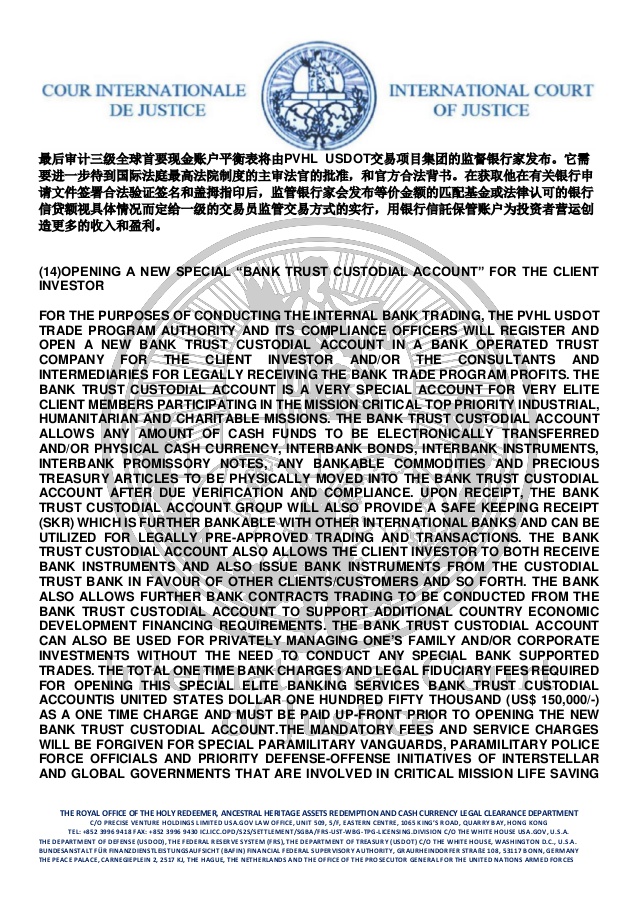 COUR INTERNATIONALE
DE JUSTICE
INTERNATIONAL COURT
OF JUSTICE
最后审计三级全球首要现金账户平衡表将由PVHL USDOT交易项目集团的监督银行家发布。它需
要进一步待到国际法庭最高法院制度的主审法官的批准，和官方合法背书。在获取他在有关银行申
请文件签署合法验证签名和盖拇指印后，监管银行家会发布等价金额的匹配基金或法律认可的银行
信贷额视具体情况而定给一级的交易员监管交易方式的实行，用银行信託保管账户为投资者营运创
造更多的收入和盈利。
(14)OPENING A NEW SPECIAL “BANK TRUST CUSTODIAL ACCOUNT” FOR THE CLIENT
INVESTOR
FOR THE PURPOSES OF CONDUCTING THE INTERNAL BANK TRADING, THE PVHL USDOT
TRADE PROGRAM AUTHORITY AND ITS COMPLIANCE OFFICERS WILL REGISTER AND
OPEN A NEW BANK TRUST CUSTODIAL ACCOUNT IN A BANK OPERATED TRUST
COMPANY FOR THE CLIENT INVESTOR AND/OR THE CONSULTANTS AND
INTERMEDIARIES FOR LEGALLY RECEIVING THE BANK TRADE PROGRAM PROFITS. THE
BANK TRUST CUSTODIAL ACCOUNT IS A VERY SPECIAL ACCOUNT FOR VERY ELITE
CLIENT MEMBERS PARTICIPATING IN THE MISSION CRITICAL TOP PRIORITY INDUSTRIAL,
HUMANITARIAN AND CHARITABLE MISSIONS. THE BANK TRUST CUSTODIAL ACCOUNT
ALLOWS ANY AMOUNT OF CASH FUNDS TO BE ELECTRONICALLY TRANSFERRED
AND/OR PHYSICAL CASH CURRENCY, INTERBANK BONDS, INTERBANK INSTRUMENTS,
INTERBANK PROMISSORY NOTES, ANY BANKABLE COMMODITIES AND PRECIOUS
TREASURY ARTICLES TO BE PHYSICALLY MOVED INTO THE BANK TRUST CUSTODIAL
ACCOUNT AFTER DUE VERIFICATION AND COMPLIANCE. UPON RECEIPT, THE BANK
TRUST CUSTODIAL ACCOUNT GROUP WILL ALSO PROVIDE A SAFE KEEPING RECEIPT
(SKR) WHICH IS FURTHER BANKABLE WITH OTHER INTERNATIONAL BANKS AND CAN BE
UTILIZED FOR LEGALLY PRE-APPROVED TRADING AND TRANSACTIONS. THE BANK
TRUST CUSTODIAL ACCOUNT ALSO ALLOWS THE CLIENT INVESTOR TO BOTH RECEIVE
BANK INSTRUMENTS AND ALSO ISSUE BANK INSTRUMENTS FROM THE CUSTODIAL
TRUST BANK IN FAVOUR OF OTHER CLIENTS/CUSTOMERS AND SO FORTH. THE BANK
ALSO ALLOWS FURTHER BANK CONTRACTS TRADING TO BE CONDUCTED FROM THE
BANK TRUST CUSTODIAL ACCOUNT TO SUPPORT ADDITIONAL COUNTRY ECONOMIC
DEVELOPMENT FINANCING REQUIREMENTS. THE BANK TRUST CUSTODIAL ACCOUNT
CAN ALSO BE USED FOR PRIVATELY MANAGING ONE’S FAMILY AND/OR CORPORATE
INVESTMENTS WITHOUT THE NEED TO CONDUCT ANY SPECIAL BANK SUPPORTED
TRADES. THE TOTAL ONE TIME BANK CHARGES AND LEGAL FIDUCIARY FEES REQUIRED
FOR OPENING THIS SPECIAL ELITE BANKING SERVICES BANK TRUST CUSTODIAL
ACCOUNTIS UNITED STATES DOLLAR ONE HUNDRED FIFTY THOUSAND (US$ 150,000/-)
AS A ONE TIME CHARGE AND MUST BE PAID UP-FRONT PRIOR TO OPENING THE NEW
BANK TRUST CUSTODIAL ACCOUNT.THE MANDATORY FEES AND SERVICE CHARGES
WILL BE FORGIVEN FOR SPECIAL PARAMILITARY VANGUARDS, PARAMILITARY POLICE
FORCE OFFICIALS AND PRIORITY DEFENSE-OFFENSE INITIATIVES OF INTERSTELLAR
AND GLOBAL GOVERNMENTS THAT ARE INVOLVED IN CRITICAL MISSION LIFE SAVING
International Court
of Justice
THE ROYAL OFFICE OF THE HOLY REDEEMER, ANCESTRAL HERITAGE ASSETS REDEMPTION AND CASH CURRENCY LEGAL CLEARANCE DEPARTMENT
C/O PRECISE VENTURE HOLDINGS LIMITED USA.GOV LAW OFFICE, UNIT 509, 5/F, EASTERN CENTRE, 1065 KING’S ROAD, QUARRY BAY, HONG KONG
TEL: +852 3996 9418 FAX: +852 3996 9430 ICJ.ICC.OPD/S2S/SETTLEMENT/SGBA/FRS-UST-WBG-TPG-LICENSING.DIVISION C/O THE WHITE HOUSE USA.GOV, U.S.A.
THE DEPARTMENT OF DEFENSE (USDOD), THE FEDERAL RESERVE SYSTEM (FRS), THE DEPARTMENT OF TREASURY (USDOT) C/O THE WHITE HOUSE, WASHINGTON D.C., U.S.A.
BUNDESANSTALT FÜR FINANZDIENSTLEISTUNGSAUFSICHT (BAFIN) FINANCIAL FEDERAL SUPERVISORY AUTHORITY, GRAURHEINDORFER STRAßE 108, 53117 BONN, GERMANY
THE PEACE PALACE, CARNEGIEPLEIN 2, 2517 KJ, THE HAGUE, THE NETHERLANDS AND THE OFFICE OF THE PROSECUTOR GENERAL FOR THE UNITED NATIONS ARMED FORCES